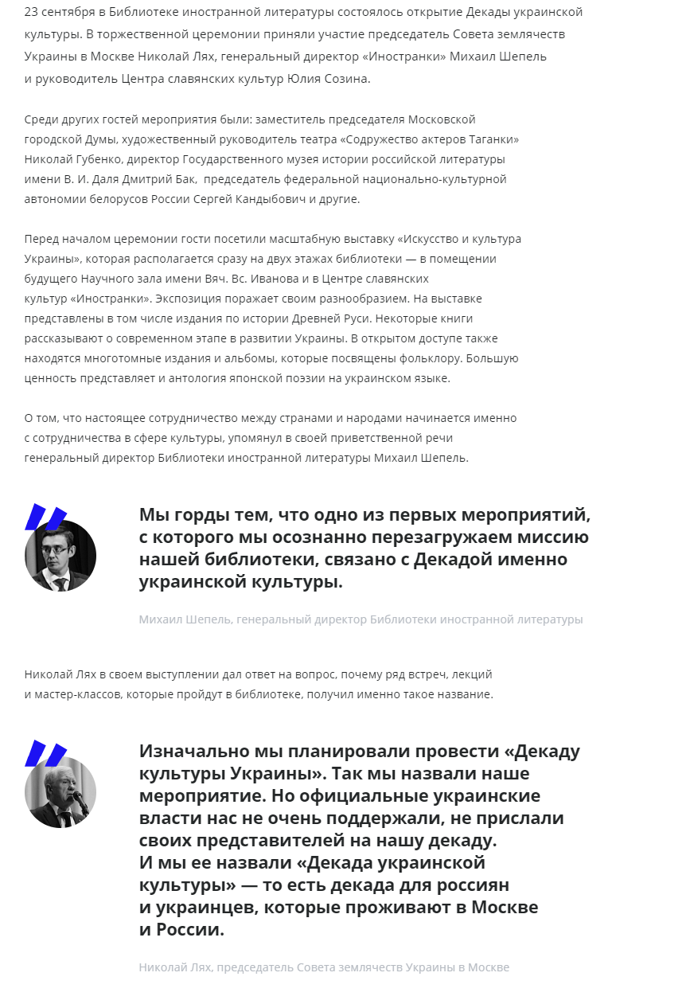 23 сентября в Библиотеке иностранной литературы состоялось открытие Декады украинской
культуры. В торжественной церемонии приняли участие председатель Совета землячеств
Украины в Москве Николай Лях, генеральный директор «Иностранки» Михаил Шепель
и руководитель Центра славянских культур Юлия Созина.
Среди других гостей мероприятия были: заместитель председателя Московской
городской Думы, художественный руководитель театра «Содружество актеров Таганки»
Николай Губенко, директор Государственного музея истории российской литературы
имени В. И. Даля Дмитрий Бак,  председатель федеральной национально-культурной
автономии белорусов России Сергей Кандыбович и другие.
Перед началом церемонии гости посетили масштабную выставку «Искусство и культура
Украины», которая располагается сразу на двух этажах библиотеки — в помещении
будущего Научного зала имени Вяч. Вс. Иванова и в Центре славянских
культур «Иностранки». Экспозиция поражает своим разнообразием. На выставке
представлены в том числе издания по истории Древней Руси. Некоторые книги
рассказывают о современном этапе в развитии Украины. В открытом доступе также
находятся многотомные издания и альбомы, которые посвящены фольклору. Большую
ценность представляет и антология японской поэзии на украинском языке.
О том, что настоящее сотрудничество между странами и народами начинается именно
с сотрудничества в сфере культуры, упомянул в своей приветственной речи
генеральный директор Библиотеки иностранной литературы Михаил Шепель.
Мы горды тем, что одно из первых мероприятий,
с которого мы осознанно перезагружаем миссию
нашей библиотеки, связано с Декадой именно
украинской культуры.
Михаил Шепель, генеральный директор Библиотеки иностранной литературы
Николай Лях в своем выступлении дал ответ на вопрос, почему ряд встреч, лекций
и мастер-классов, которые пройдут в библиотеке, получил именно такое название.
Изначально мы планировали провести «Декаду
культуры Украины». Так мы назвали наше
мероприятие. Но официальные украинские
власти нас не очень поддержали, не прислали
своих представителей на нашу декаду.
И мы ее назвали «Декада украинской
культуры» — то есть декада для россиян
и украинцев, которые проживают в Москве
и России.
Николай Лях, председатель Совета землячеств Украины в Москве